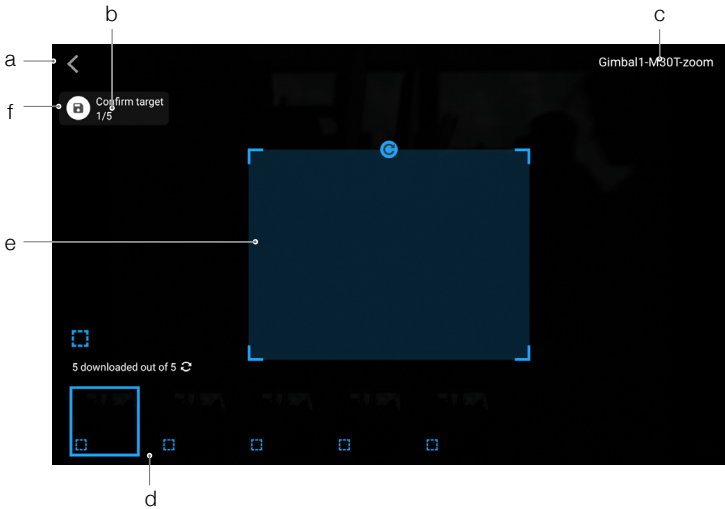 b
c
a
Gimbal1-M30T-zoom
f
Confirm target
1/5
e
5 downloaded out of 5
d